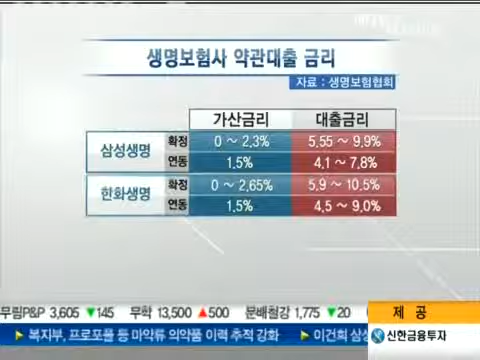 생명보험사 약관대출 금리
자료 : 생명보험협회
가산금리 대출금리
삼성생명 확정 0 ~ 2.3% 5.55 ~ 9.9%
연동 1.5% 4.1 ~ 7.8%
한화생명 확정 0 ~ 2.65% 5.9 ~ 10.5%
연동 1.5% 4.5 ~ 9.0%
무림P&P 3,605 ▼145 무학 13,500 ▲500 문배철강 1,775 ▼20
제 공
▶ 복지부, 프로포폴 등 마약류 의약품 이력 추적 강화 ▶ 이건희 삼성
신한금융투자